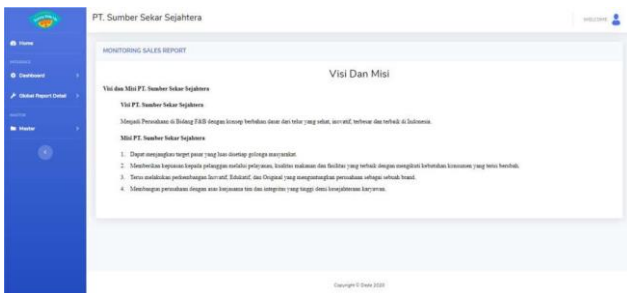 PT. Sumber Sekar Sejahtera
WELCOME
Home
Dashboard
Global Report Detail
Master
MONITORING SALES REPORT
Visi Dan Misi
Visi dan Misi PT. Sumber Sekar Sejahtera
Visi PT. Sumber Sekar Sejahtera
Menjadi Perusahaan di Bidang F&B dengan konsep berbahan dasar dari telur yang sehat, inovatif, terbesar dan terbaik di Indonesia.
Misi PT. Sumber Sekar Sejahtera
1. Dapat menjangkau target pasar yang luas disetiap golongan masyarakat.
2. Memberikan kepuasan kepada pelanggan melalui pelayanan, kualitas makanan dan fasilitas yang terbaik dengan mengikuti kebutuhan konsumen yang terus berubah.
3. Terus melakukan perkembangan Inovatif, Edukatif, dan Original yang menguntungkan perusahaan sebagai sebuah brand.
4. Membangun perusahaan dengan asas kerjasama tim dan integritas yang tinggi demi kesejahteraan karyawan.
Copyright © 2020